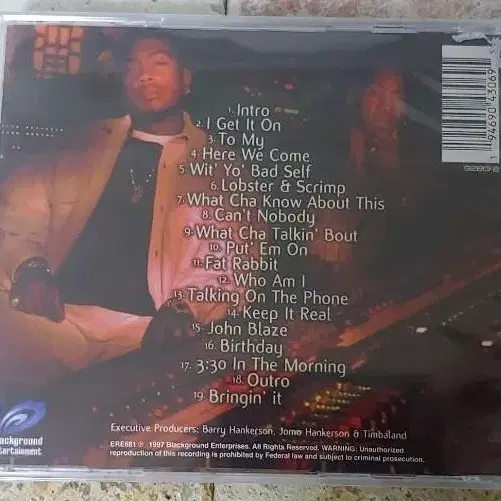 1. Intro
2. I Get It On
3. To My
4. Here We Come
5. Wit' Yo' Bad Self
6. Lobster & Scrimp
7. What Cha Know About This
8. Can't Nobody
9. What Cha Talkin' Bout
10. Put' Em On
11. Fat Rabbit
12. Who Am I
13. Talking On The Phone
14. Keep It Real
15. John Blaze
16. Birthday
17. 3:30 In The Morning
18. Outro
19. Bringin' it
Executive Producers: Barry Hankerson, Jomo Hankerson & Timbaland
ERE681 ℗ 1997 Blackground Enterprises. All Rights Reserved. WARNING: Unauthorized
reproduction of this recording is prohibited by Federal law and subject to criminal prosecution.
lackground
ntertainment